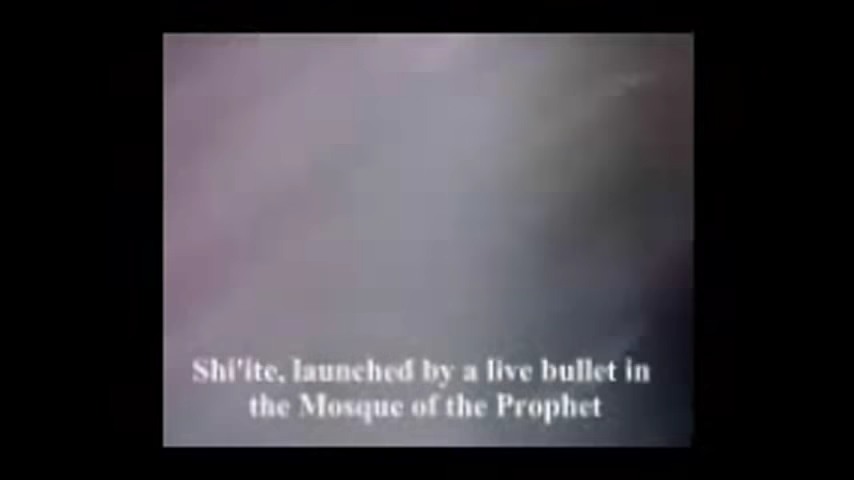 Shi'ite, launched by a live bullet in
the Mosque of the Prophet